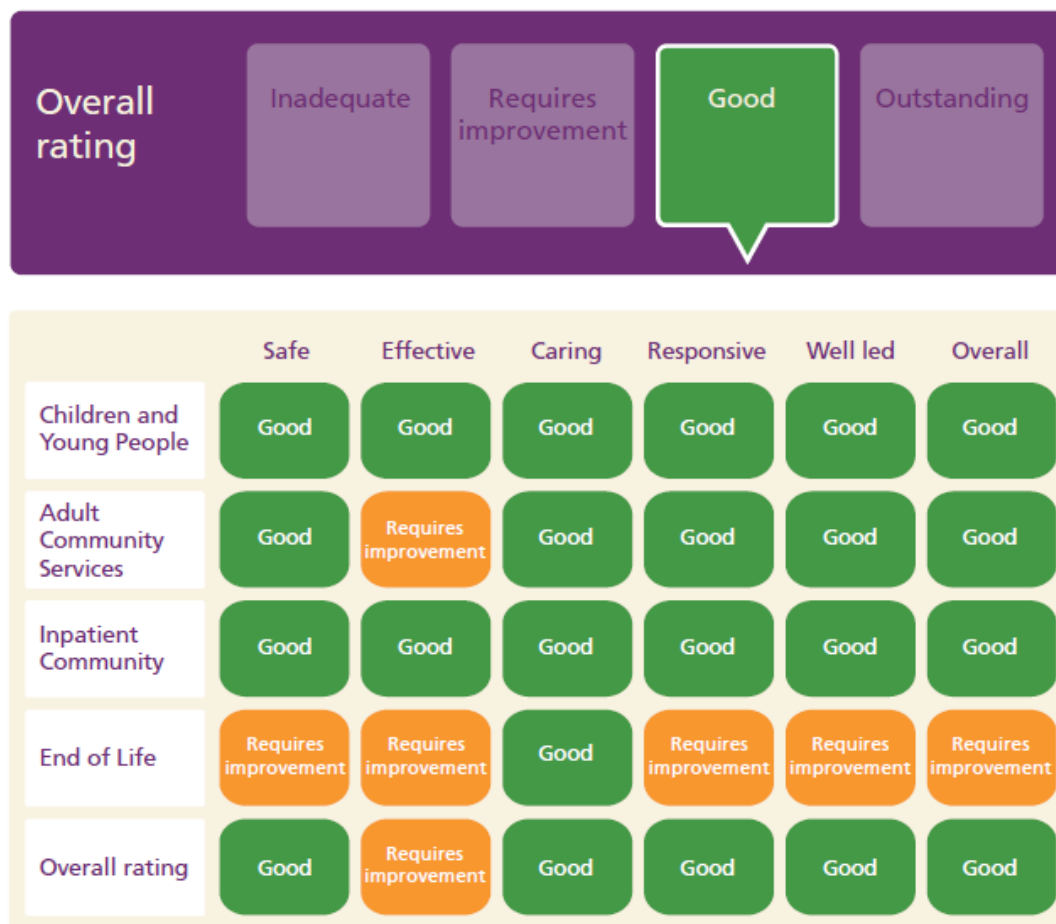 Overall
rating
Inadequate
Requires
improvement
Good
Outstanding
Safe Effective Caring Responsive Well led Overall
Children and
Young People
Good Good Good Good Good Good
Adult
Community
Services
Good
Requires
improvement
Good Good Good Good
Inpatient
Community
Good Good Good Good Good Good
End of Life
Requires
improvement
Requires
improvement
Good
Requires
improvement
Requires
improvement
Requires
improvement
Overall rating
Good
Requires
improvement
Good Good Good Good